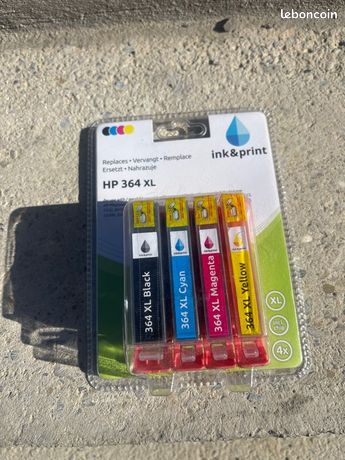 leboncoin
ink&print
Replaces • Vervangt • Remplace
Ersetzt • Nahrazuje
HP 364 XL
364 XL Black
364 XL Cyan
364 XL Magenta
364 XL Yellow
XL
4x